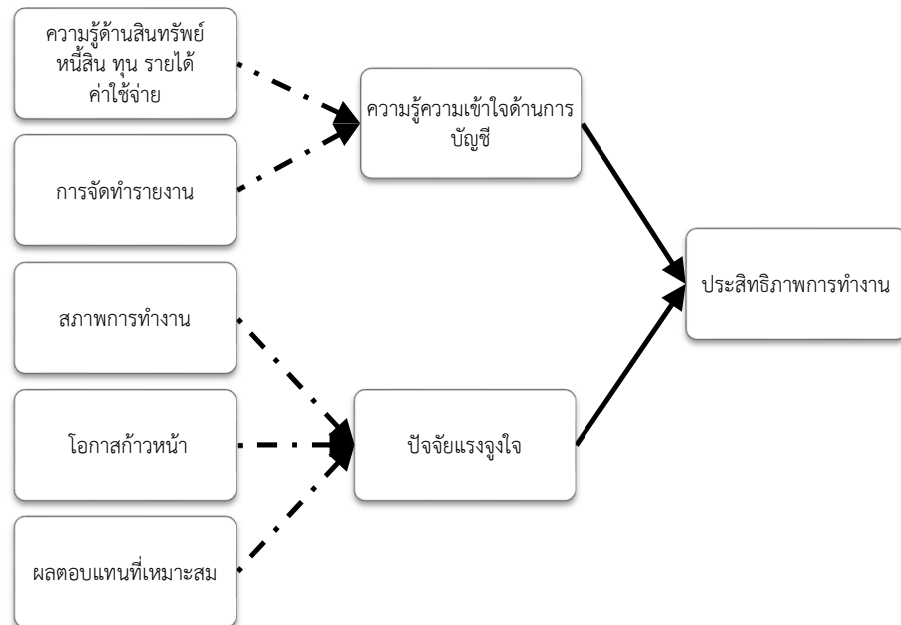 ความรู้ด้านสินทรัพย์
หนี้สิน ทุน รายได้
ค่าใช้จ่าย
ความรู้ความเข้าใจด้านการ
บัญชี
การจัดทำรายงาน
ประสิทธิภาพการทำงาน
สภาพการทำงาน
โอกาสก้าวหน้า
ปัจจัยแรงจูงใจ
ผลตอบแทนที่เหมาะสม